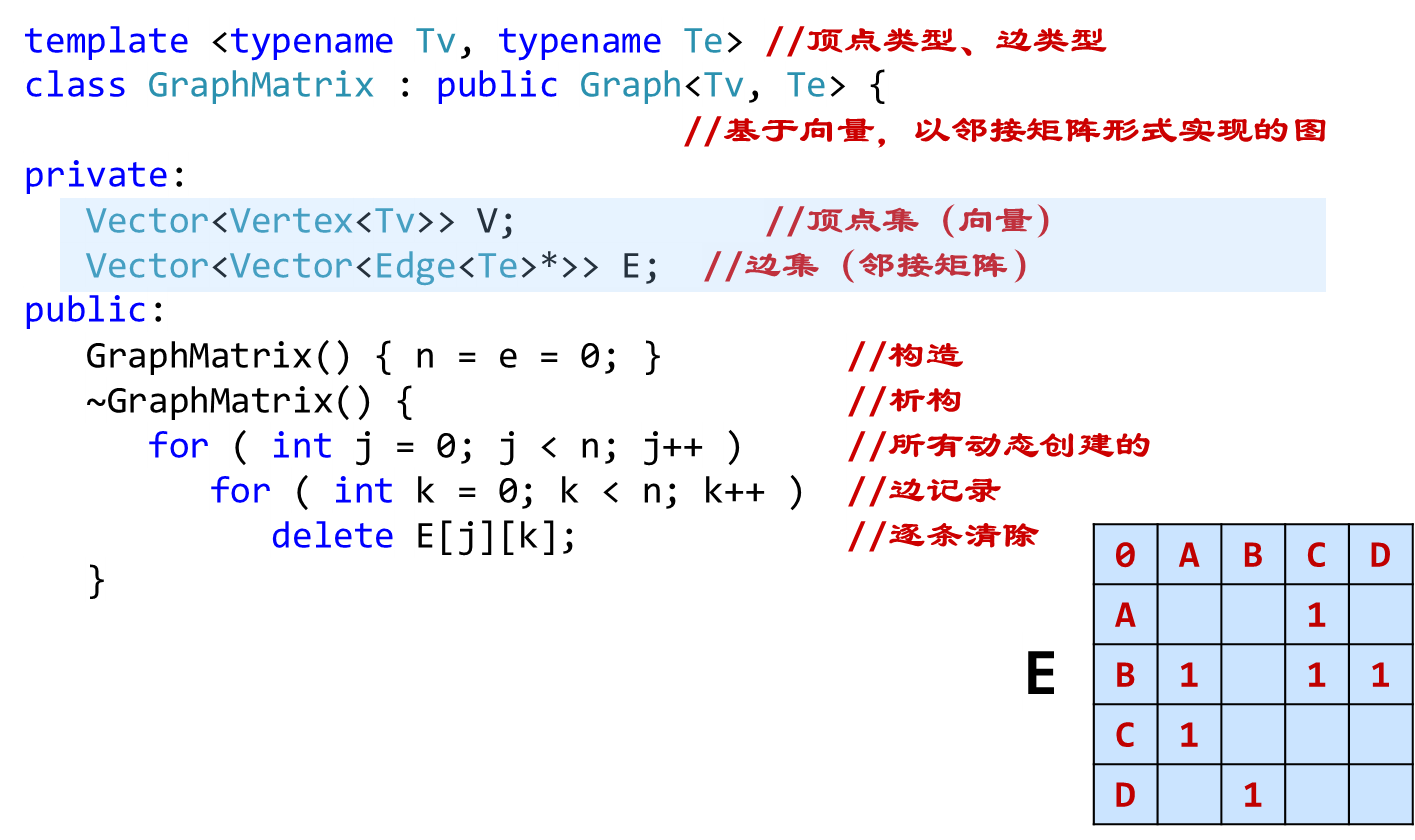 template <typename Tv, typename Te> //顶点类型、边类型
class GraphMatrix : public Graph<Tv, Te> {
//基于向量，以邻接矩阵形式实现的图
private:
Vector<Vertex<Tv>> V; //顶点集（向量）
Vector<Vector<Edge<Te>*>> E; //边集（邻接矩阵）
public:
GraphMatrix() { n = e = 0; } //构造
~GraphMatrix() { //析构
for ( int j = 0; j < n; j++ ) //所有动态创建的
for ( int k = 0; k < n; k++ ) //边记录
delete E[j][k]; //逐条清除
}
E
0 A B C D
A 1
B 1 1 1
C 1
D 1